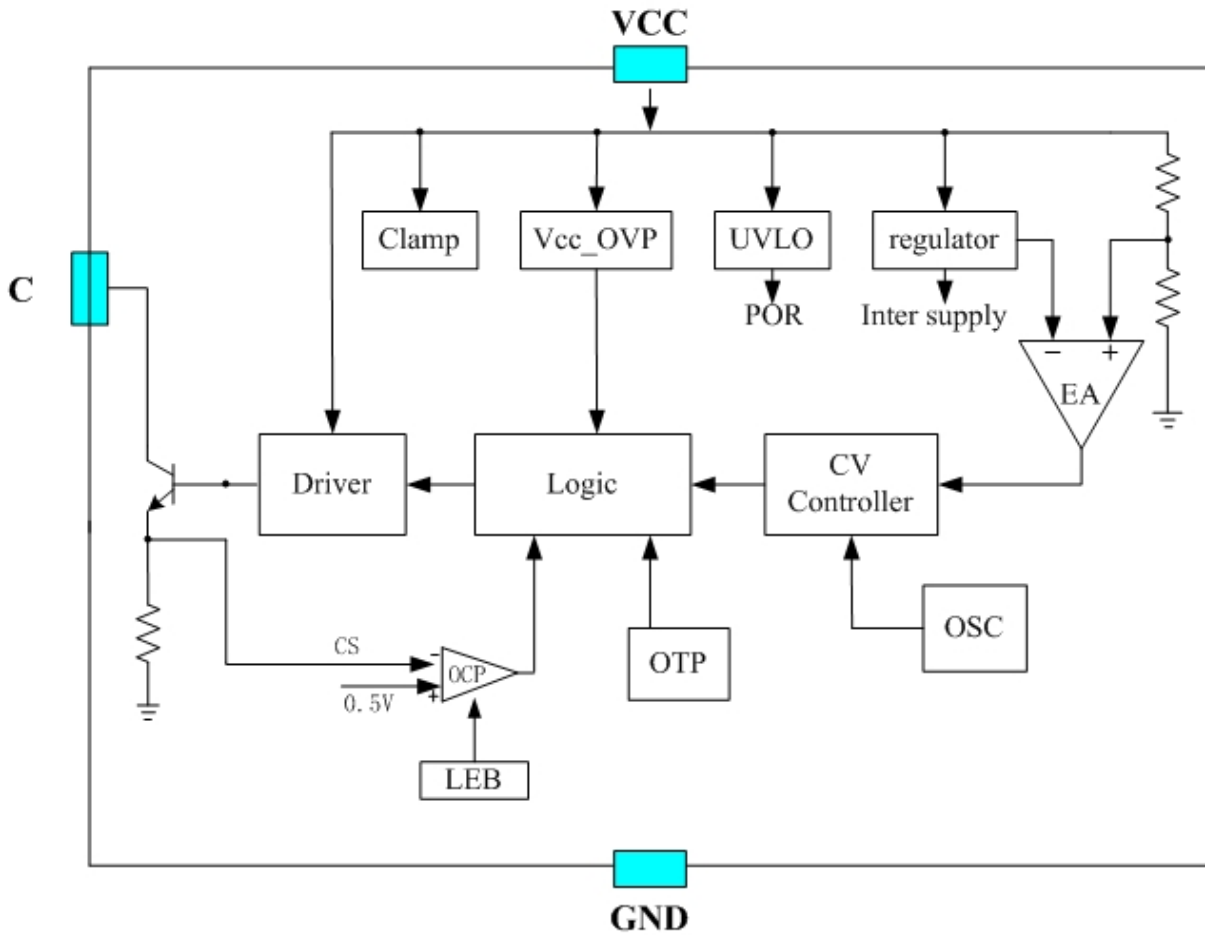 VCC
Clamp
Vcc_OVP
UVLO
regulator
C
POR
Inter supply
− +
EA
Driver
Logic
CV
Controller
CS
-
OCP
+
0.5V
OTP
OSC
LEB
GND